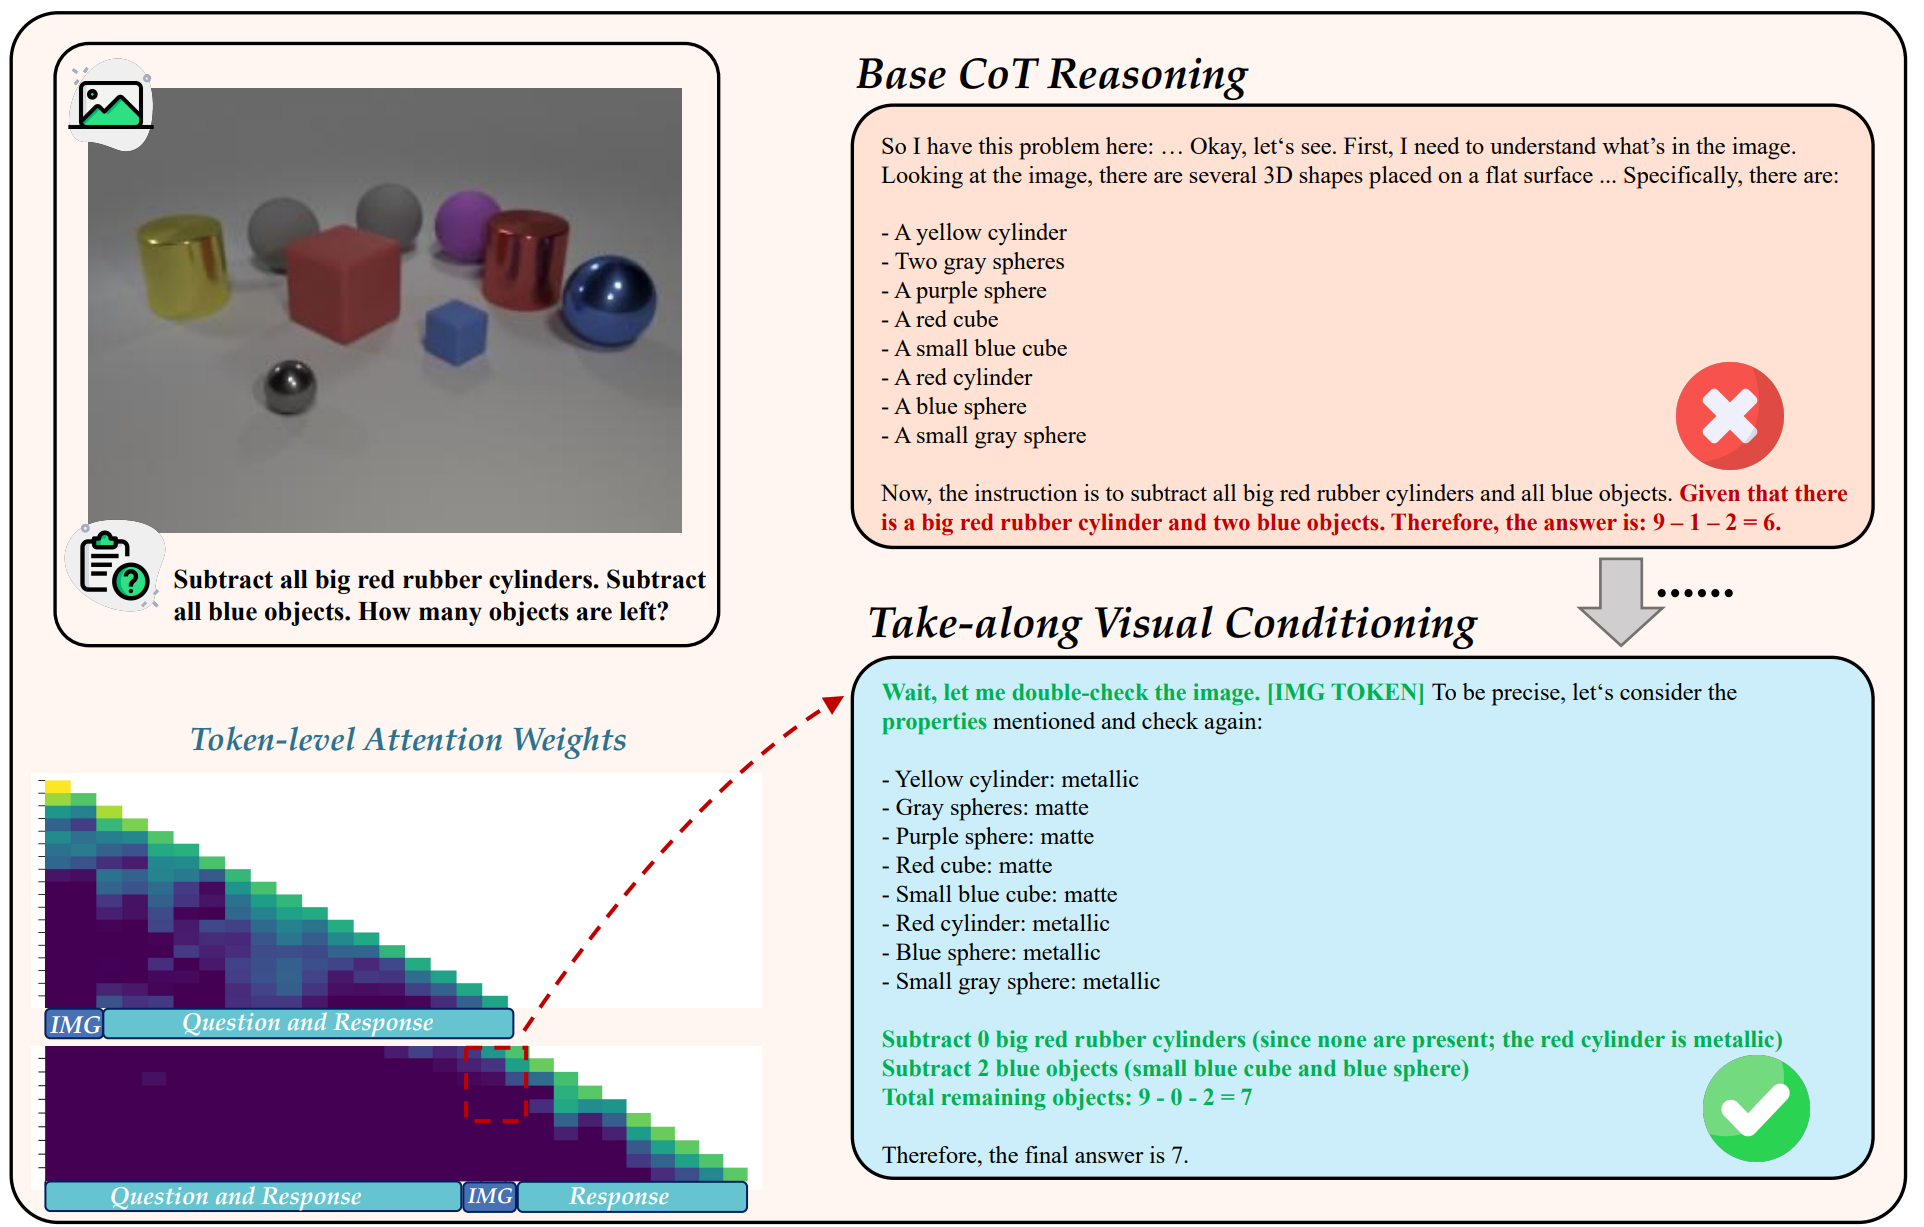 Subtract all big red rubber cylinders. Subtract
all blue objects. How many objects are left?
Token-level Attention Weights
IMG Question and Response
Question and Response IMG Response
Base CoT Reasoning
So I have this problem here: … Okay, let‘s see. First, I need to understand what’s in the image.
Looking at the image, there are several 3D shapes placed on a flat surface ... Specifically, there are:
- A yellow cylinder
- Two gray spheres
- A purple sphere
- A red cube
- A small blue cube
- A red cylinder
- A blue sphere
- A small gray sphere
Now, the instruction is to subtract all big red rubber cylinders and all blue objects. Given that there
is a big red rubber cylinder and two blue objects. Therefore, the answer is: 9 – 1 – 2 = 6.
......
Take-along Visual Conditioning
Wait, let me double-check the image. [IMG TOKEN] To be precise, let‘s consider the
properties mentioned and check again:
- Yellow cylinder: metallic
- Gray spheres: matte
- Purple sphere: matte
- Red cube: matte
- Small blue cube: matte
- Red cylinder: metallic
- Blue sphere: metallic
- Small gray sphere: metallic
Subtract 0 big red rubber cylinders (since none are present; the red cylinder is metallic)
Subtract 2 blue objects (small blue cube and blue sphere)
Total remaining objects: 9 - 0 - 2 = 7
Therefore, the final answer is 7.